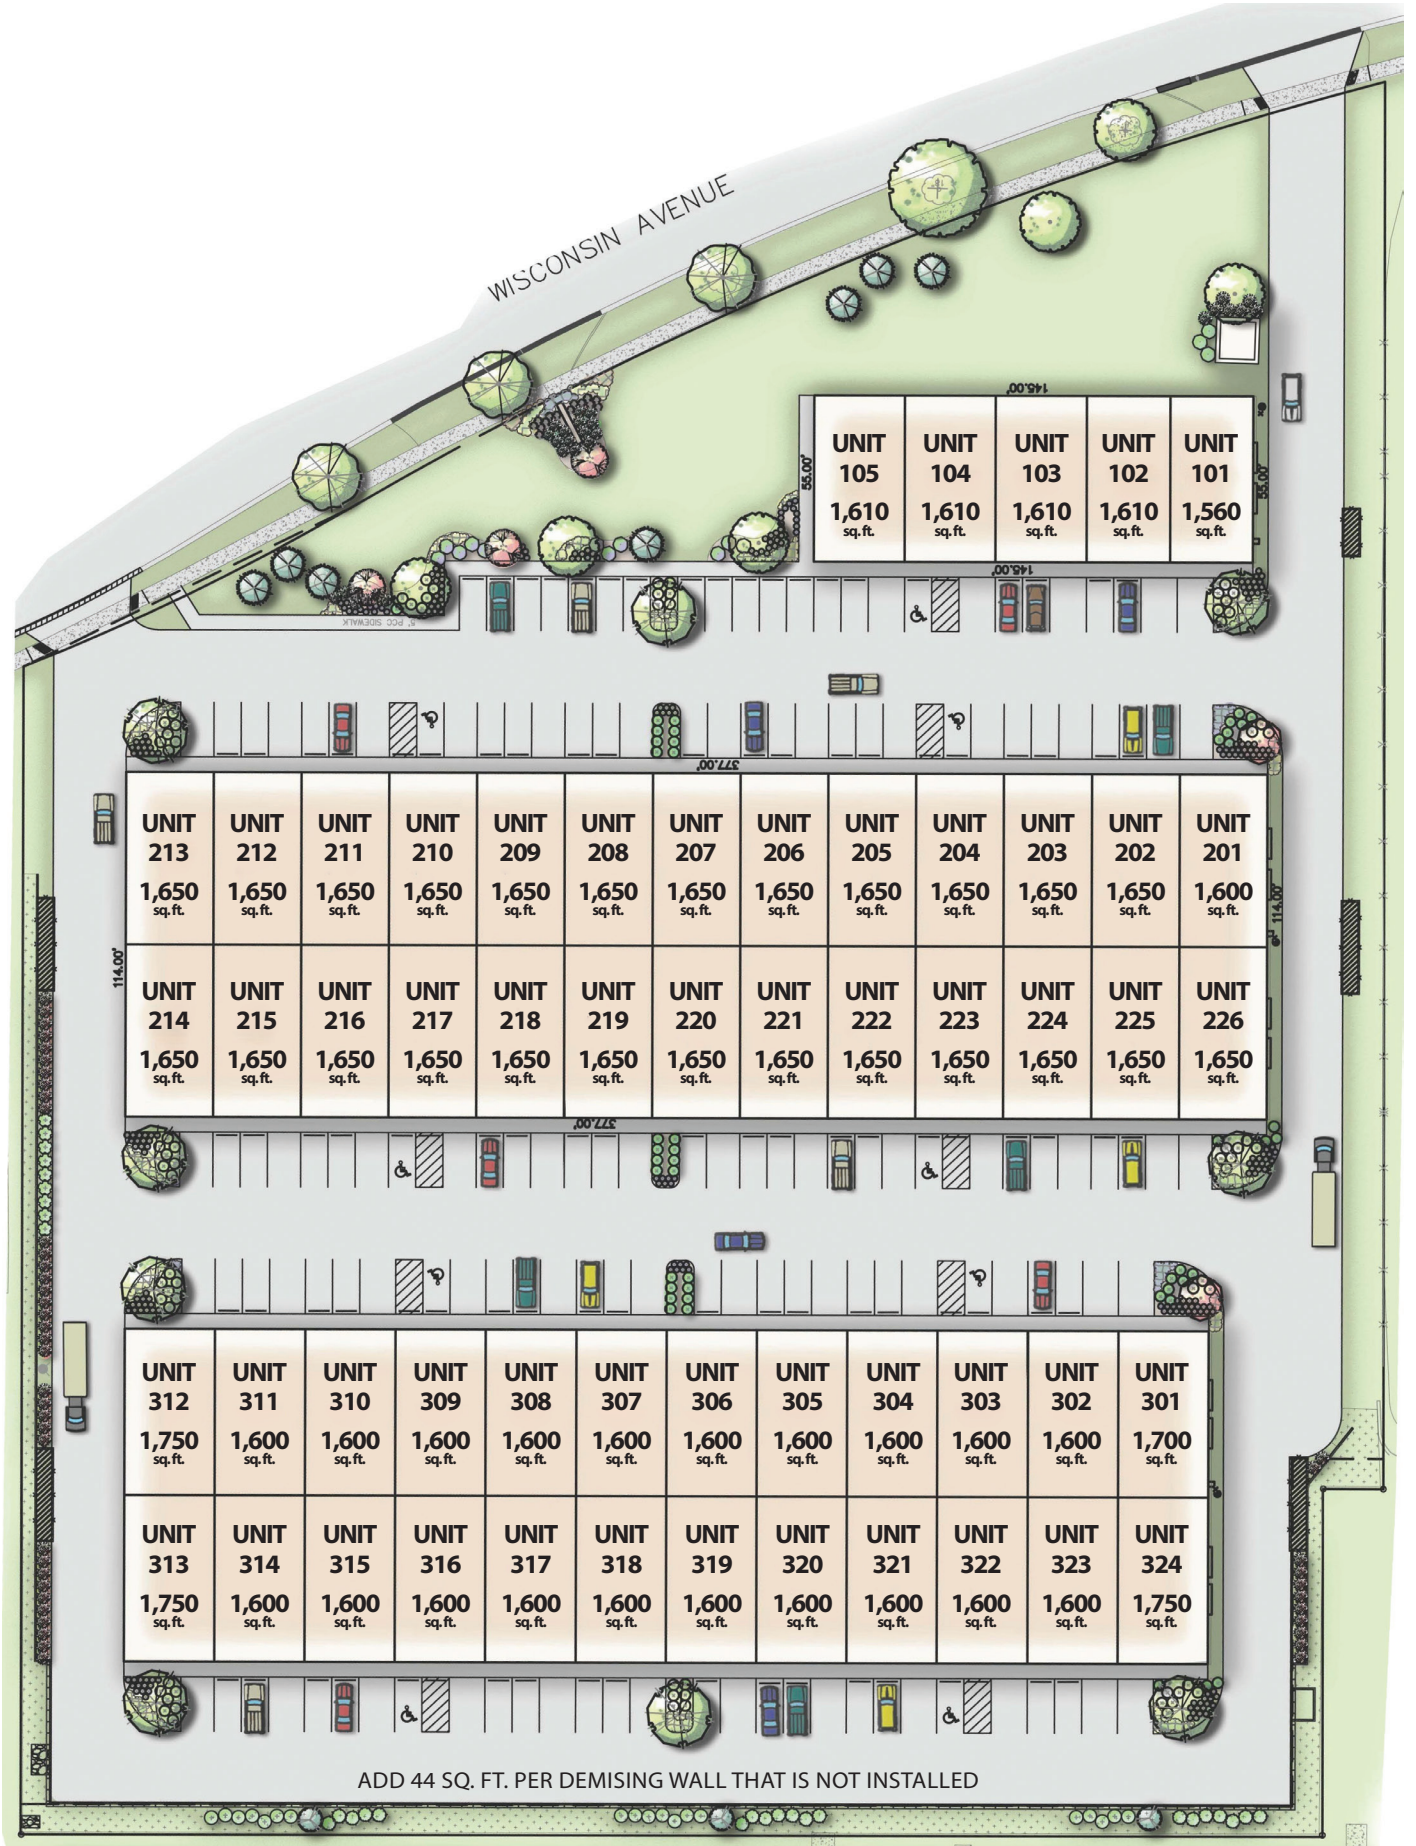 WISCONSIN AVENUE
145.00'
UNIT
105
1,610
sq.ft.
UNIT
104
1,610
sq.ft.
UNIT
103
1,610
sq.ft.
UNIT
102
1,610
sq.ft.
UNIT
101
1,560
sq.ft.
55.00'
55.00'
145.00'
5' PCC SIDEWALK
377.00'
UNIT
213
1,650
sq.ft.
UNIT
212
1,650
sq.ft.
UNIT
211
1,650
sq.ft.
UNIT
210
1,650
sq.ft.
UNIT
209
1,650
sq.ft.
UNIT
208
1,650
sq.ft.
UNIT
207
1,650
sq.ft.
UNIT
206
1,650
sq.ft.
UNIT
205
1,650
sq.ft.
UNIT
204
1,650
sq.ft.
UNIT
203
1,650
sq.ft.
UNIT
202
1,650
sq.ft.
UNIT
201
1,600
sq.ft.
114.00'
114.00'
UNIT
214
1,650
sq.ft.
UNIT
215
1,650
sq.ft.
UNIT
216
1,650
sq.ft.
UNIT
217
1,650
sq.ft.
UNIT
218
1,650
sq.ft.
UNIT
219
1,650
sq.ft.
UNIT
220
1,650
sq.ft.
UNIT
221
1,650
sq.ft.
UNIT
222
1,650
sq.ft.
UNIT
223
1,650
sq.ft.
UNIT
224
1,650
sq.ft.
UNIT
225
1,650
sq.ft.
UNIT
226
1,650
sq.ft.
377.00'
UNIT
312
1,750
sq.ft.
UNIT
311
1,600
sq.ft.
UNIT
310
1,600
sq.ft.
UNIT
309
1,600
sq.ft.
UNIT
308
1,600
sq.ft.
UNIT
307
1,600
sq.ft.
UNIT
306
1,600
sq.ft.
UNIT
305
1,600
sq.ft.
UNIT
304
1,600
sq.ft.
UNIT
303
1,600
sq.ft.
UNIT
302
1,600
sq.ft.
UNIT
301
1,700
sq.ft.
UNIT
313
1,750
sq.ft.
UNIT
314
1,600
sq.ft.
UNIT
315
1,600
sq.ft.
UNIT
316
1,600
sq.ft.
UNIT
317
1,600
sq.ft.
UNIT
318
1,600
sq.ft.
UNIT
319
1,600
sq.ft.
UNIT
320
1,600
sq.ft.
UNIT
321
1,600
sq.ft.
UNIT
322
1,600
sq.ft.
UNIT
323
1,600
sq.ft.
UNIT
324
1,750
sq.ft.
ADD 44 SQ. FT. PER DEMISING WALL THAT IS NOT INSTALLED